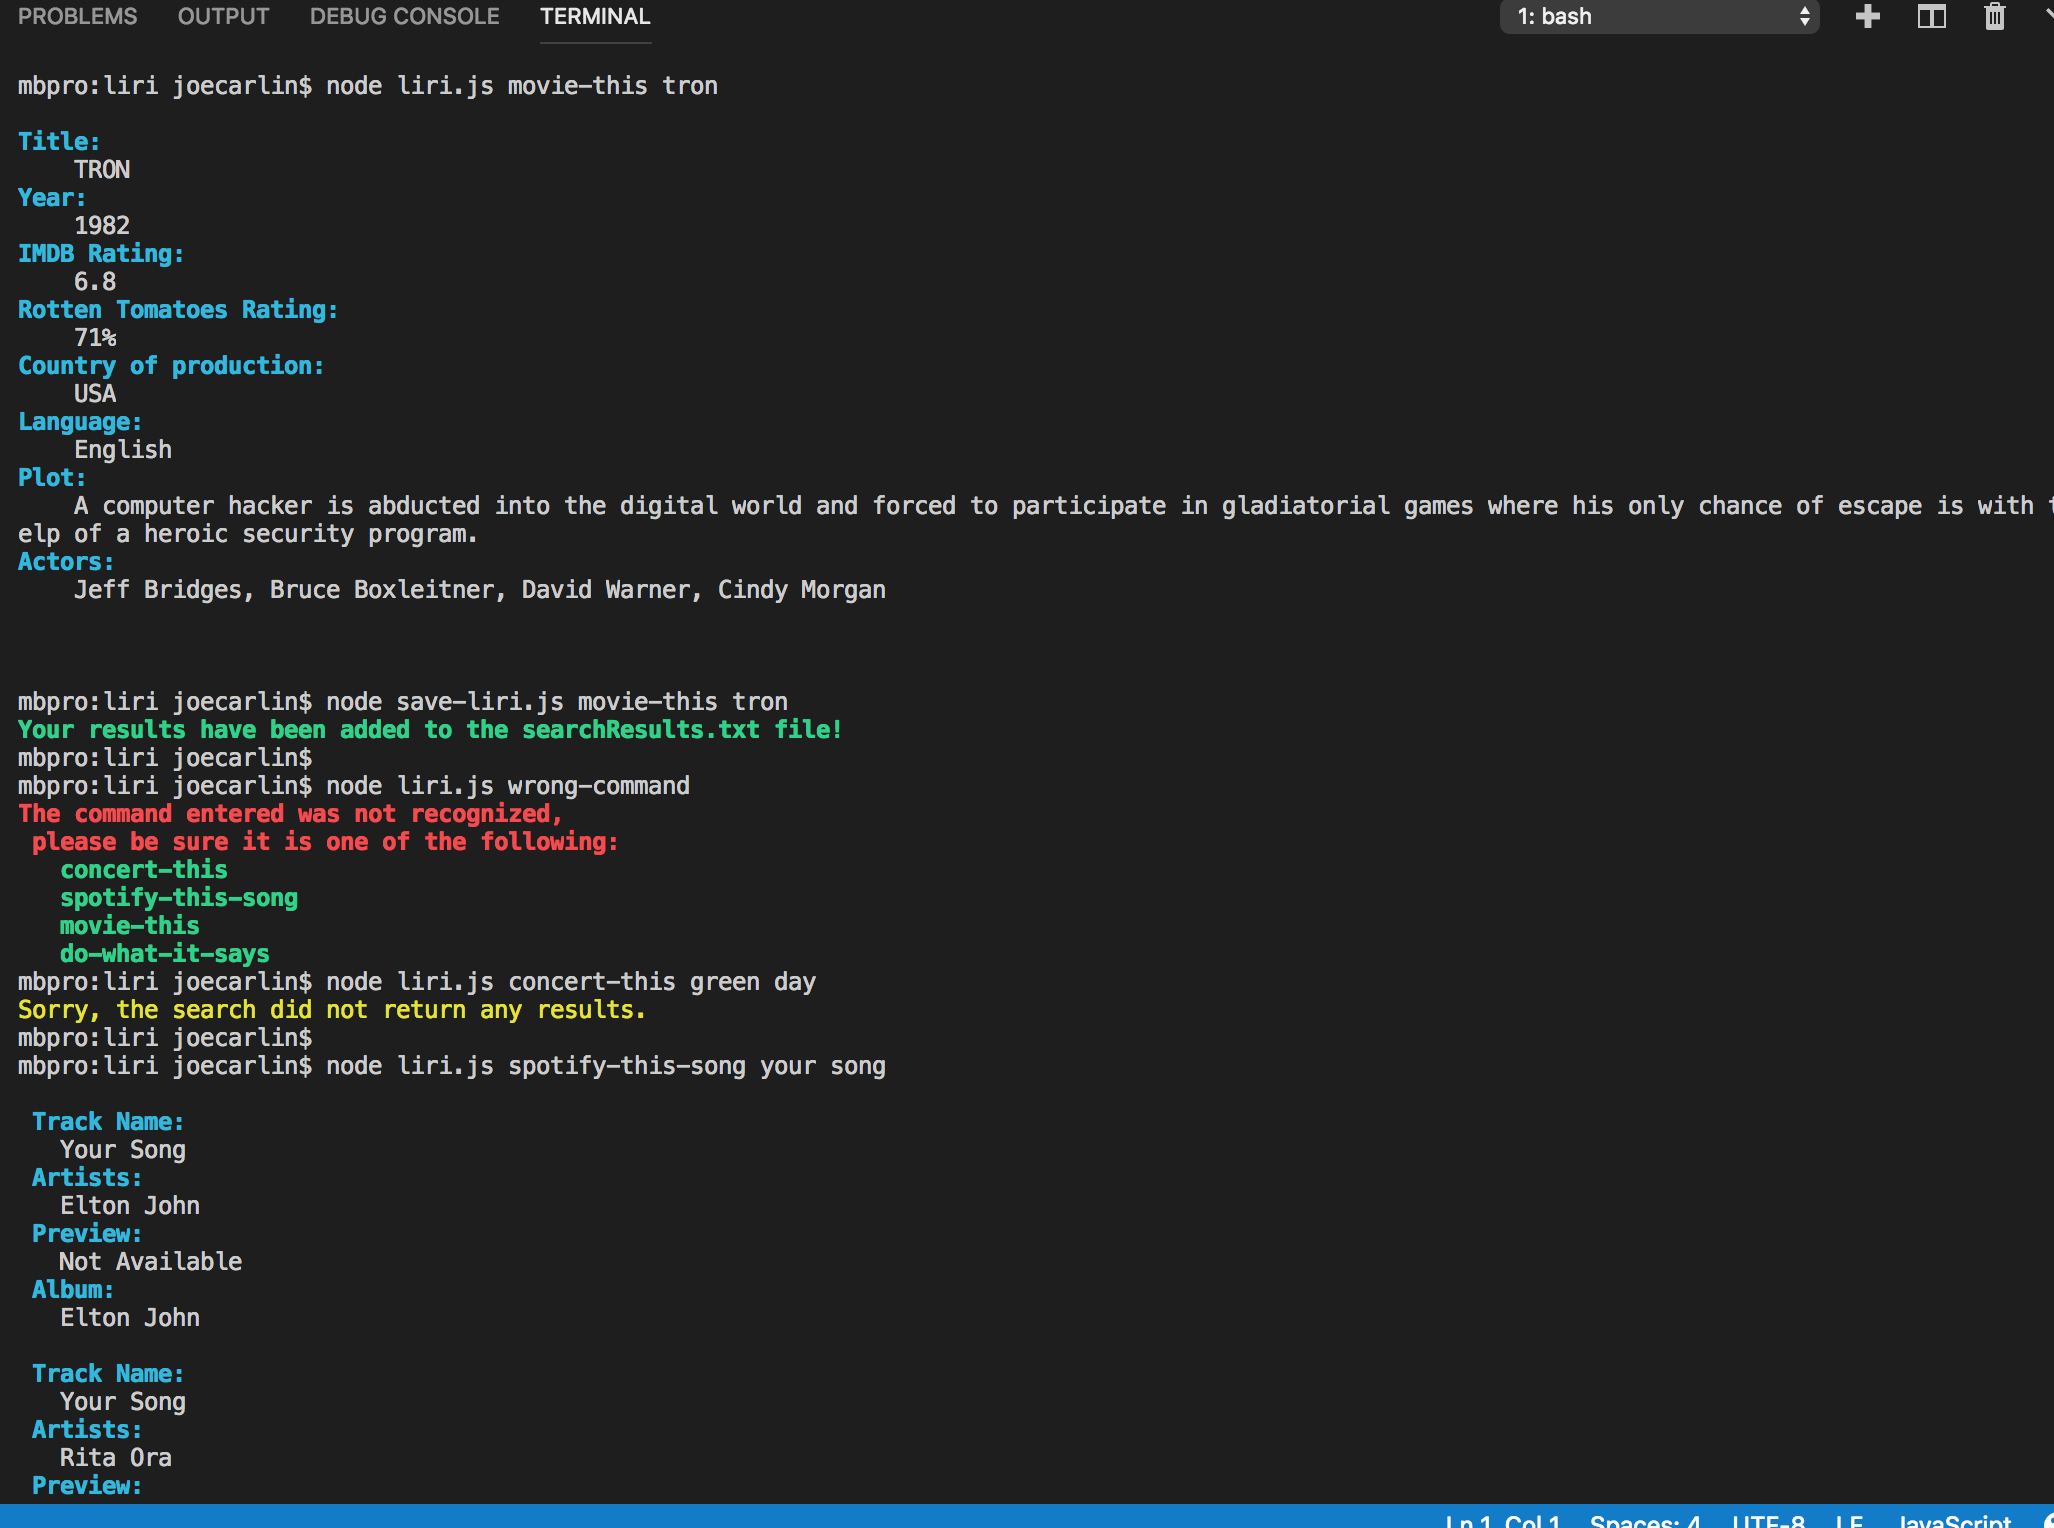 PROBLEMS OUTPUT DEBUG CONSOLE TERMINAL 1: bash
mbpro:liri joecarlin$ node liri.js movie-this tron
Title:
TRON
Year:
1982
IMDB Rating:
6.8
Rotten Tomatoes Rating:
71%
Country of production:
USA
Language:
English
Plot:
A computer hacker is abducted into the digital world and forced to participate in gladiatorial games where his only chance of escape is with
elp of a heroic security program.
Actors:
Jeff Bridges, Bruce Boxleitner, David Warner, Cindy Morgan
mbpro:liri joecarlin$ node save-liri.js movie-this tron
Your results have been added to the searchResults.txt file!
mbpro:liri joecarlin$
mbpro:liri joecarlin$ node liri.js wrong-command
The command entered was not recognized,
please be sure it is one of the following:
concert-this
spotify-this-song
movie-this
do-what-it-says
mbpro:liri joecarlin$ node liri.js concert-this green day
Sorry, the search did not return any results.
mbpro:liri joecarlin$
mbpro:liri joecarlin$ node liri.js spotify-this-song your song
Track Name:
Your Song
Artists:
Elton John
Preview:
Not Available
Album:
Elton John
Track Name:
Your Song
Artists:
Rita Ora
Preview:
Ln 1, Col 1 Spaces: 4 UTF-8 LF JavaScript